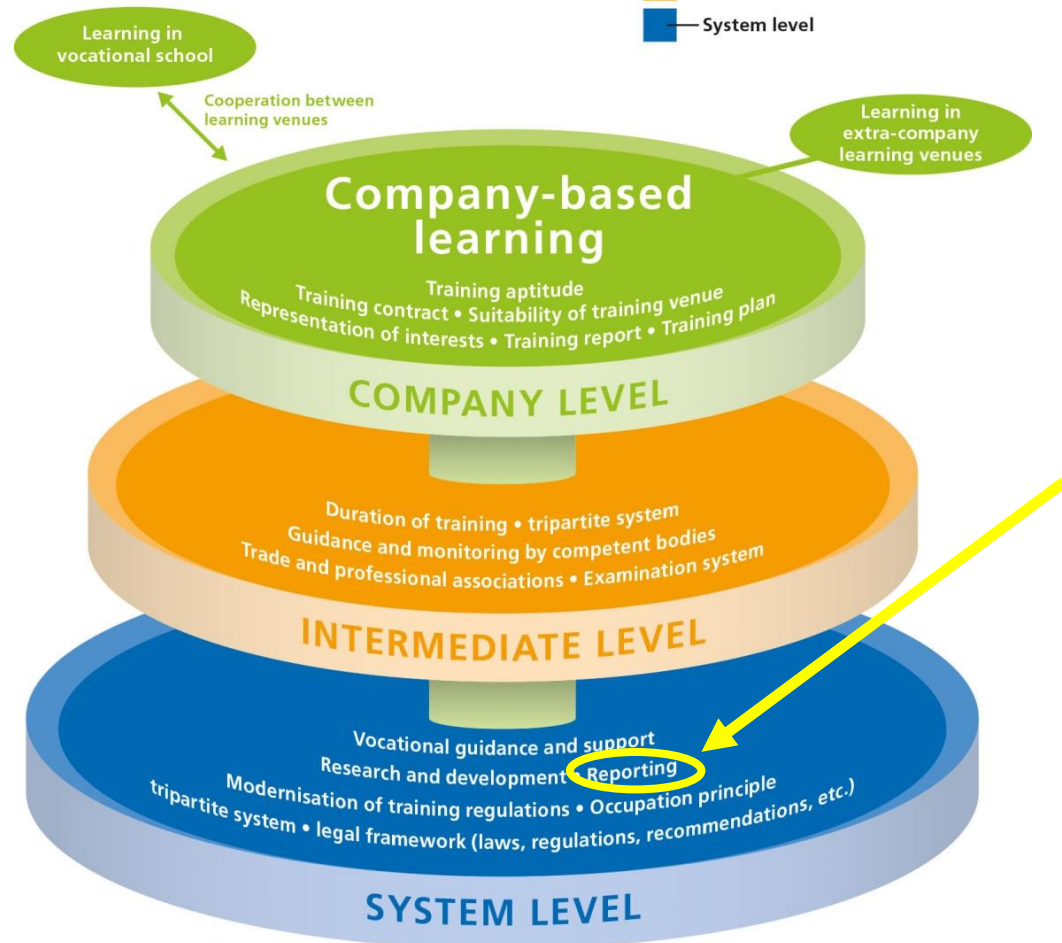 System level
Learning in
vocational school
Cooperation between
learning venues
Learning in
extra-company
learning venues
Company-based
learning
Training aptitude
Training contract • Suitability of training venue
Representation of interests • Training report • Training plan
COMPANY LEVEL
Duration of training • tripartite system
Guidance and monitoring by competent bodies
Trade and professional associations • Examination system
INTERMEDIATE LEVEL
Vocational guidance and support
Research and development • Reporting
Modernisation of training regulations • Occupation principle
tripartite system • legal framework (laws, regulations, recommendations, etc.)
SYSTEM LEVEL